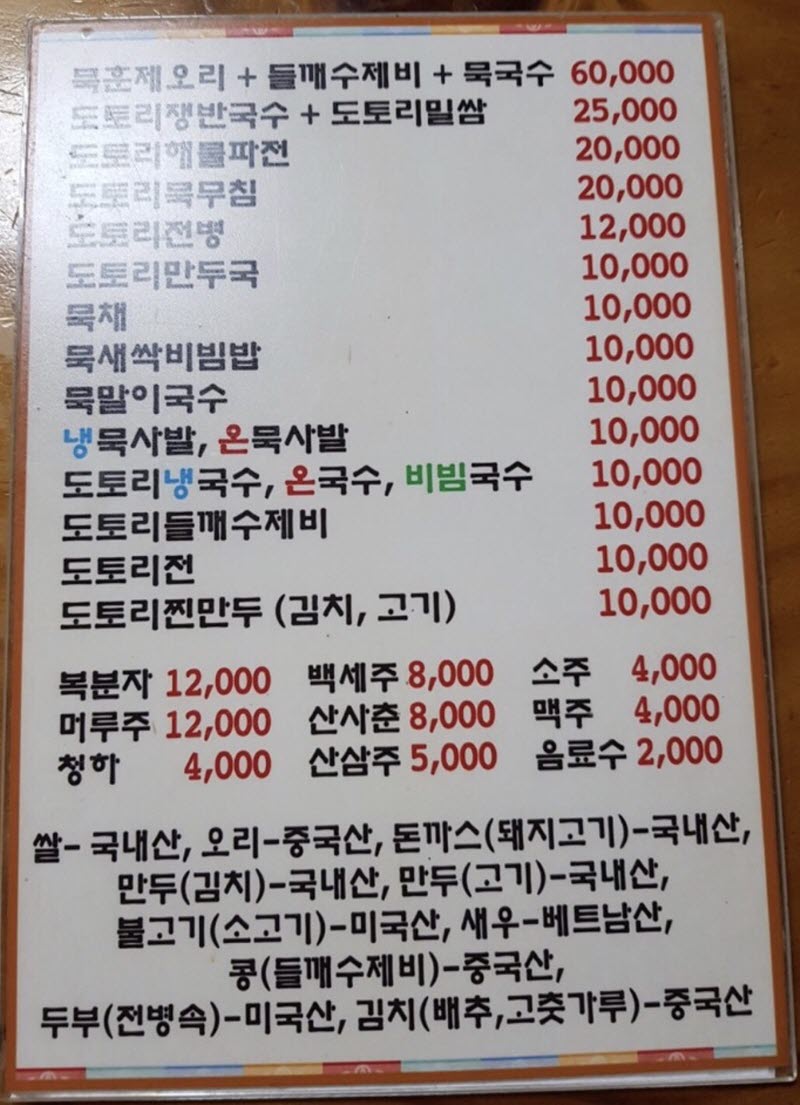 묵훈제오리 + 들깨수제비 + 묵국수 60,000
도토리쟁반국수 + 도토리밀쌈 25,000
도토리해물파전 20,000
도토리묵무침 20,000
도토리전병 12,000
도토리만두국 10,000
묵채 10,000
묵새싹비빔밥 10,000
묵말이국수 10,000
냉묵사발, 온묵사발 10,000
도토리냉국수, 온국수, 비빔국수 10,000
도토리들깨수제비 10,000
도토리전 10,000
도토리찐만두 (김치, 고기) 10,000
복분자 12,000 백세주 8,000 소주 4,000
머루주 12,000 산사춘 8,000 맥주 4,000
청하 4,000 산삼주 5,000 음료수 2,000
쌀- 국내산, 오리-중국산, 돈까스(돼지고기)-국내산,
만두(김치)-국내산, 만두(고기)-국내산,
불고기(소고기)-미국산, 새우-베트남산,
콩(들깨수제비)-중국산,
두부(전병속)-미국산, 김치(배추,고춧가루)-중국산